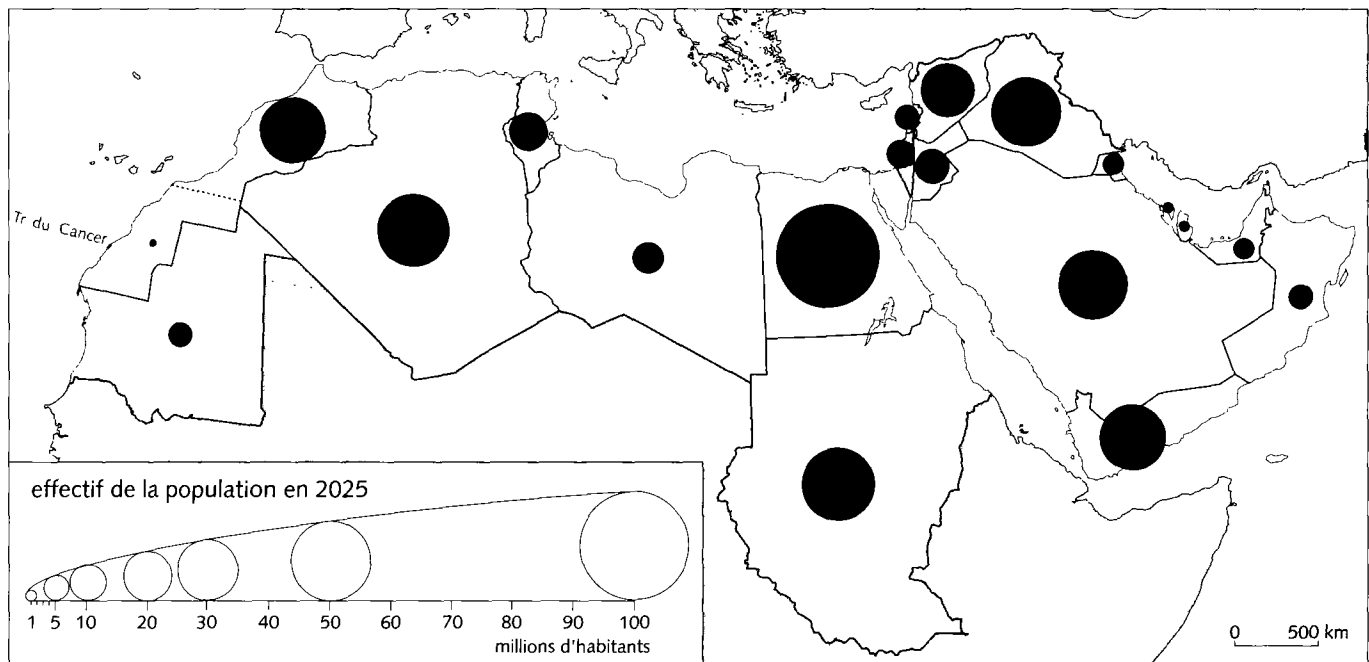 Tr du Cancer
effectif de la population en 2025
1 5 10 20 30 40 50 60 70 80 90 100
millions d'habitants
0 500 km